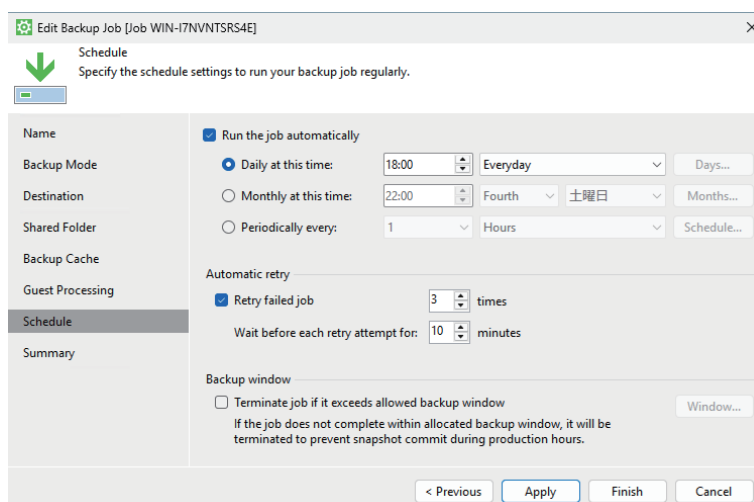 Edit Backup Job [Job WIN-I7NVNTSRS4E]
Schedule
Specify the schedule settings to run your backup job regularly.
Name
Backup Mode
Destination
Shared Folder
Backup Cache
Guest Processing
Schedule
Summary
Run the job automatically
Daily at this time: 18:00 Everyday Days...
Monthly at this time: 22:00 Fourth 土曜日 Months...
Periodically every: 1 Hours Schedule...
Automatic retry
Retry failed job 3 times
Wait before each retry attempt for: 10 minutes
Backup window
Terminate job if it exceeds allowed backup window Window...
If the job does not complete within allocated backup window, it will be
terminated to prevent snapshot commit during production hours.
< Previous Apply Finish Cancel